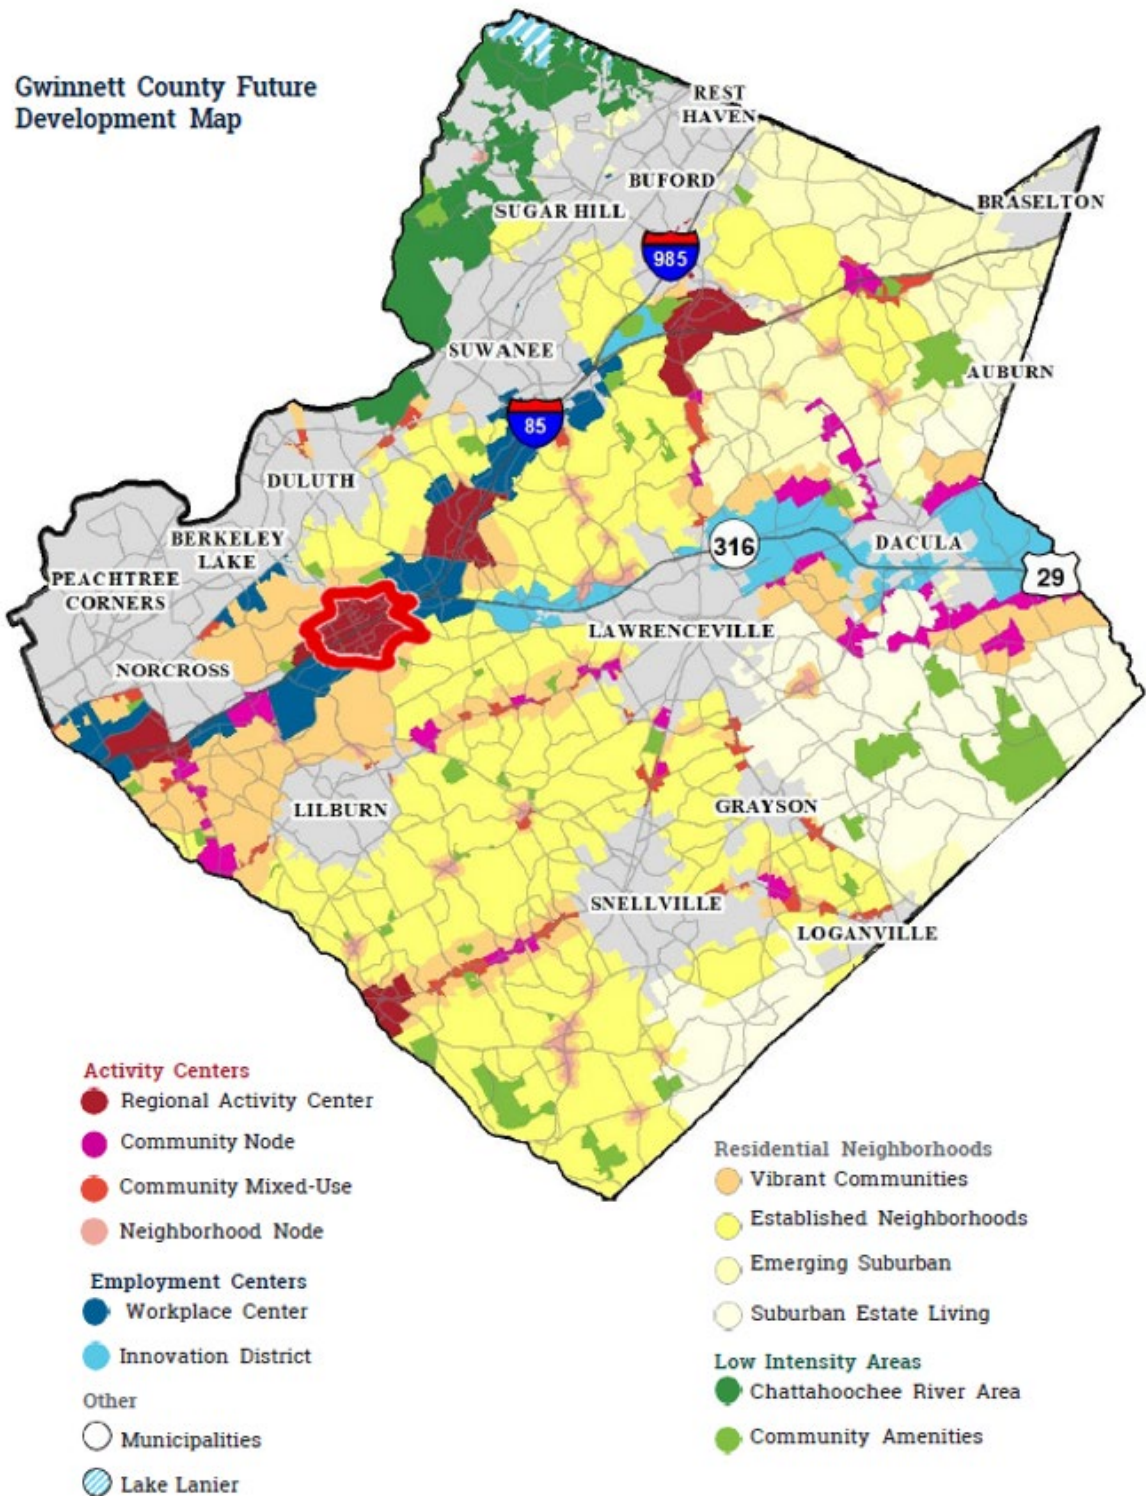 Gwinnett County Future
Development Map
REST
HAVEN
BUFORD
BRASELTON
SUGAR HILL
985
SUWANEE
AUBURN
85
DULUTH
BERKELEY
LAKE
316
DACULA
PEACHTREE
CORNERS
29
LAWRENCEVILLE
NORCROSS
LILBURN
GRAYSON
SNELLVILLE
LOGANVILLE
Activity Centers
Regional Activity Center
Community Node
Community Mixed-Use
Neighborhood Node
Employment Centers
Workplace Center
Innovation District
Other
Municipalities
Lake Lanier
Residential Neighborhoods
Vibrant Communities
Established Neighborhoods
Emerging Suburban
Suburban Estate Living
Low Intensity Areas
Chattahoochee River Area
Community Amenities